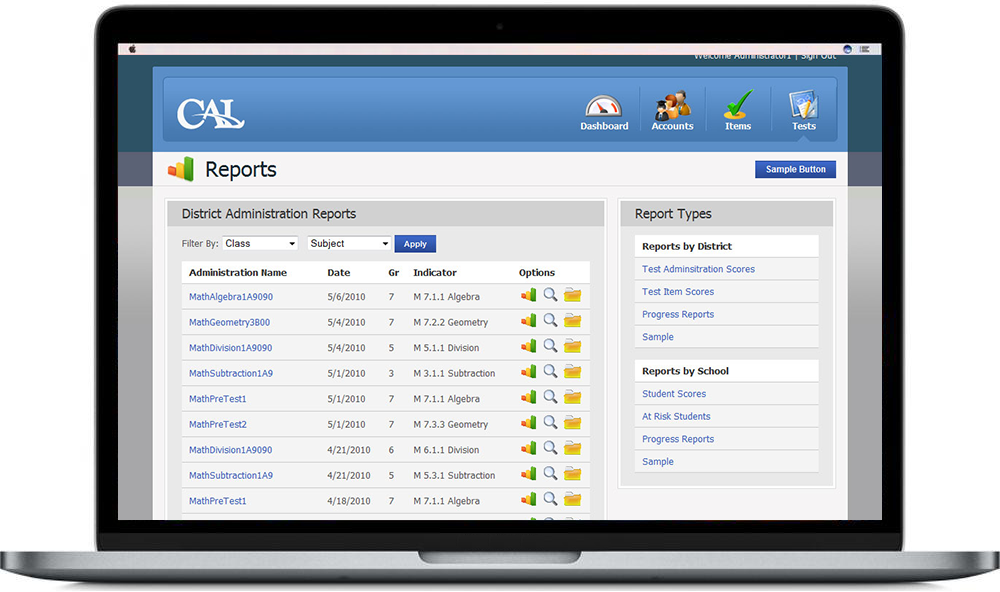 Welcome Administrator1 | Sign Out
CAL
Dashboard Accounts Items Tests
Reports
Sample Button
District Administration Reports
Filter By: Class Subject Apply
Administration Name Date Gr Indicator Options
MathAlgebra1A9090 5/6/2010 7 M 7.1.1 Algebra
MathGeometry3B00 5/4/2010 7 M 7.2.2 Geometry
MathDivision1A9090 5/4/2010 5 M 5.1.1 Division
MathSubtraction1A9 5/1/2010 3 M 3.1.1 Subtraction
MathPreTest1 5/1/2010 7 M 7.1.1 Algebra
MathPreTest2 5/1/2010 7 M 7.3.3 Geometry
MathDivision1A9090 4/21/2010 6 M 6.1.1 Division
MathSubtraction1A9 4/21/2010 5 M 5.3.1 Subtraction
MathPreTest1 4/18/2010 7 M 7.1.1 Algebra
Report Types
Reports by District
Test Adminsitration Scores
Test Item Scores
Progress Reports
Sample
Reports by School
Student Scores
At Risk Students
Progress Reports
Sample